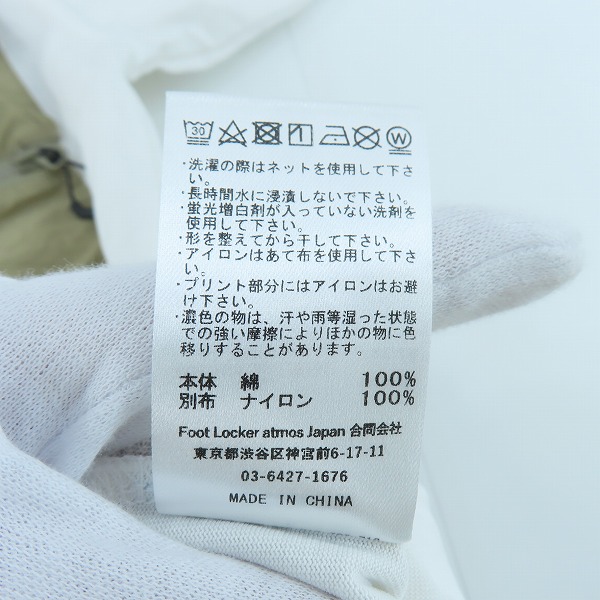 30 W
・洗濯の際はネットを使用して下さ
い。
・長時間水に浸漬しないで下さい。
・蛍光増白剤が入っていない洗剤を
使用して下さい。
・形を整えてから干して下さい。
・アイロンはあて布を使用して下さ
い。
・プリント部分にはアイロンはお避
け下さい。
・濃色の物は、汗や雨等湿った状態
での強い摩擦によりほかの物に色
移りすることがあります。
本体 綿 100%
別布 ナイロン 100%
Foot Locker atmos Japan 合同会社
東京都渋谷区神宮前6-17-11
03-6427-1676
MADE IN CHINA